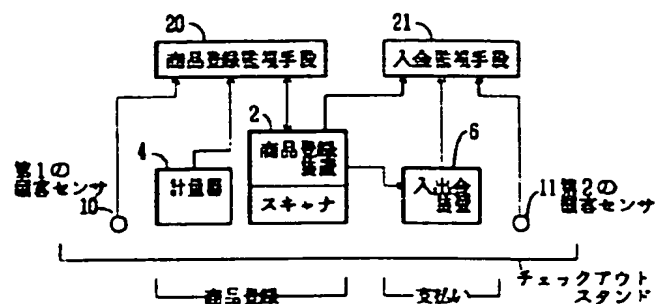 20
21
商品登録監視手段
入金監視手段
2
4
6
商品登録
装置
第1の
顧客センサ
10
計量器
スキャナ
入出金
装置
11 第2の
顧客センサ
チェックアウト
スタンド
商品登録
支払い